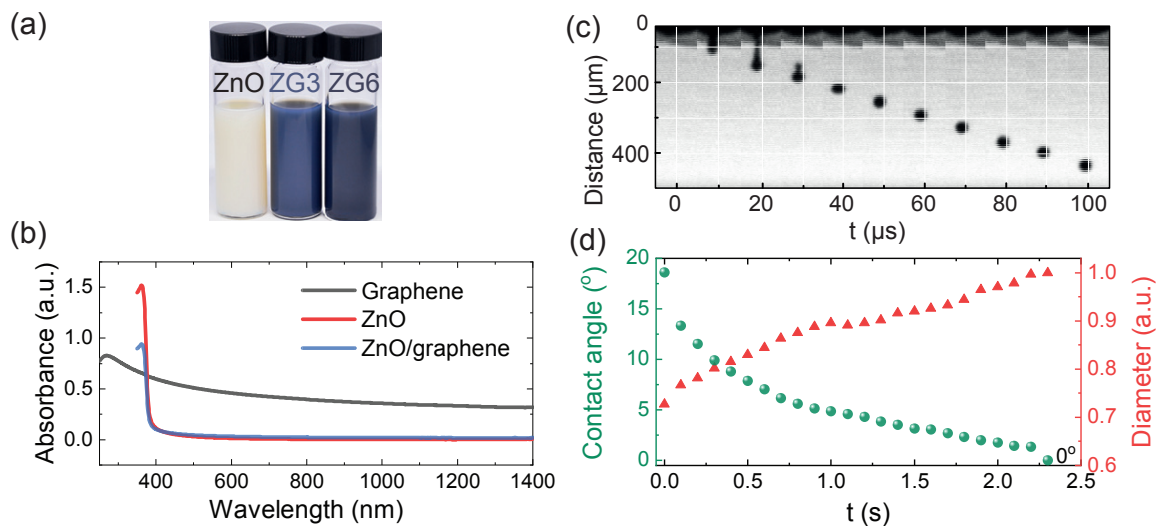 (a)
ZnO ZG3 ZG6
(b)
Absorbance (a.u.)
1.5
1.0
0.5
0.0
Graphene
ZnO
ZnO/graphene
400 600 800 1000 1200 1400
Wavelength (nm)
(c)
Distance (µm)
0
200
400
0 20 40 60 80 100
t (µs)
(d)
Contact angle (°)
20
15
10
5
0
0°
1.0
0.9
0.8
0.7
0.6
Diameter (a.u.)
0.0 0.5 1.0 1.5 2.0 2.5
t (s)